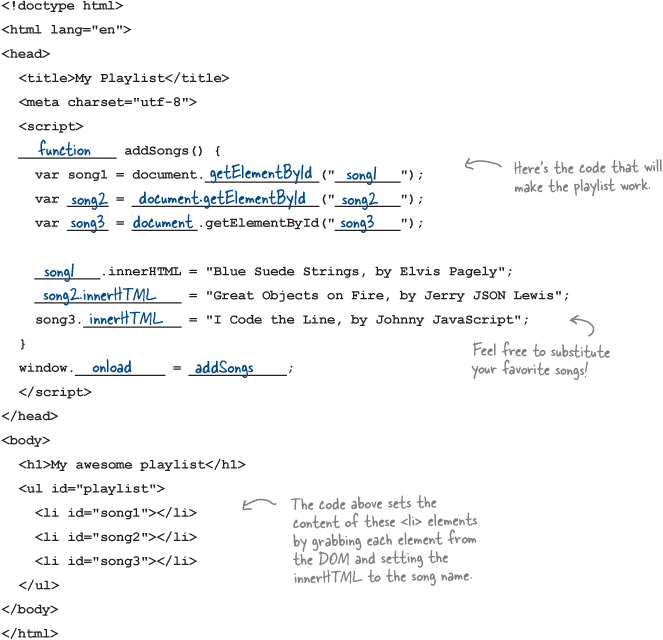 <!doctype html>
<html lang="en">
<head>
<title>My Playlist</title>
<meta charset="utf-8">
<script>
function addSongs() {
var song1 = document.getElementById("song1");
var song2 = document.getElementById("song2");
var song3 = document.getElementById("song3");
Here's the code that will
make the playlist work.
song1.innerHTML = "Blue Suede Strings, by Elvis Pagely";
song2.innerHTML = "Great Objects on Fire, by Jerry JSON Lewis";
song3.innerHTML = "I Code the Line, by Johnny JavaScript";
}
Feel free to substitute
your favorite songs!
window.onload = addSongs;
</script>
</head>
<body>
<h1>My awesome playlist</h1>
<ul id="playlist">
<li id="song1"></li>
<li id="song2"></li>
<li id="song3"></li>
</ul>
The code above sets the
content of these <li> elements
by grabbing each element from
the DOM and setting the
innerHTML to the song name.
</body>
</html>